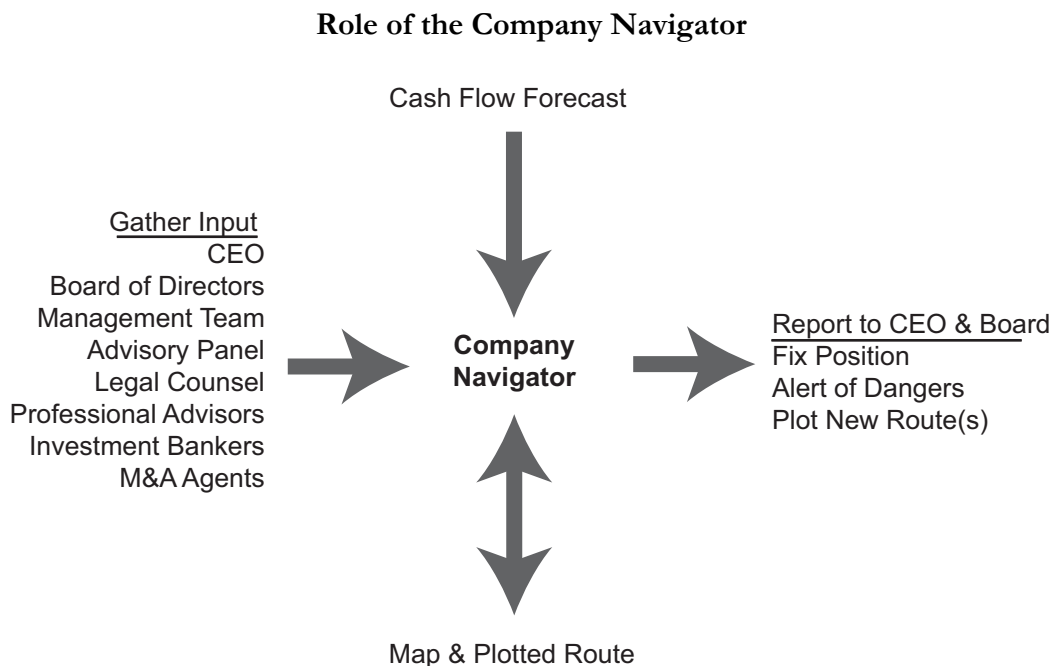 Role of the Company Navigator
Cash Flow Forecast
Gather Input
CEO
Board of Directors
Management Team
Advisory Panel
Legal Counsel
Professional Advisors
Investment Bankers
M&A Agents
Company
Navigator
Report to CEO & Board
Fix Position
Alert of Dangers
Plot New Route(s)
Map & Plotted Route